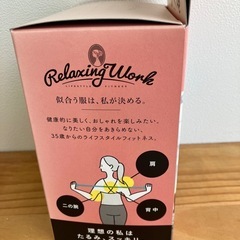 Relaxing Work
LIFESTYLE FITNESS
似合う服は、私が決める。
健康的に美しく、おしゃれを楽しみたい。
なりたい自分をあきらめない、
35歳からのライフスタイルフィットネス。
肩
二の腕
背中
理想の私は
たるみ、スッキリ